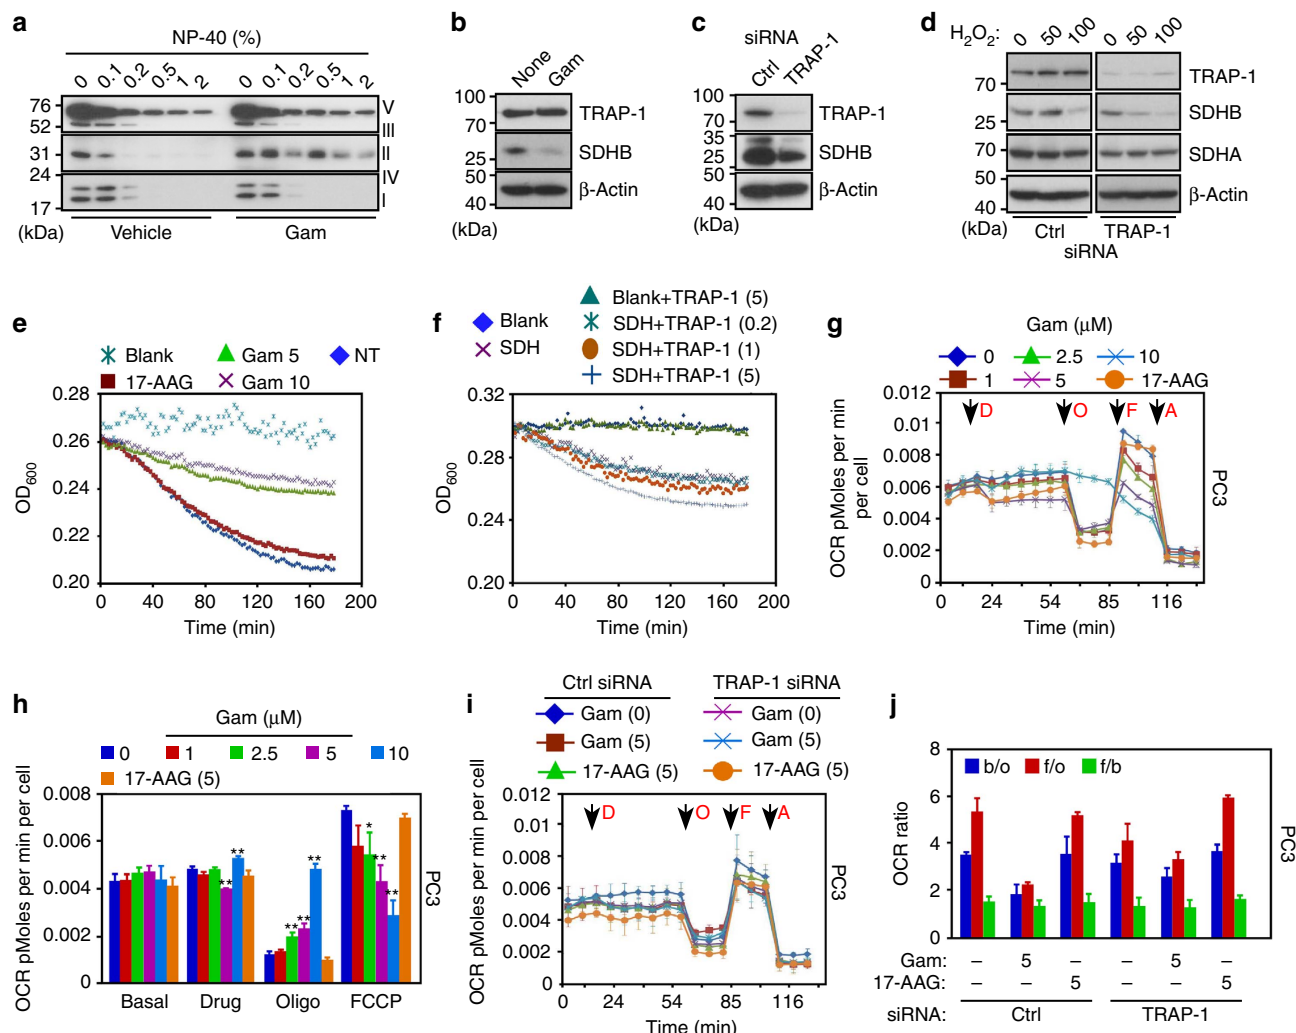 a
NP-40 (%)
0 0.1 0.2 0.5 1 2 0 0.1 0.2 0.5 1 2
76
52
31
24
17
V
III
II
IV
I
(kDa) Vehicle Gam
b
None Gam
100
70
25
50
40
(kDa)
TRAP-1
SDHB
β-Actin
c
siRNA
Ctrl TRAP-1
100
70
35
25
50
40
(kDa)
TRAP-1
SDHB
β-Actin
d
H2O2: 0 50 100 0 50 100
70
25
70
50
40
TRAP-1
SDHB
SDHA
β-Actin
(kDa) Ctrl TRAP-1
siRNA
e
Blank Gam 5 NT
17-AAG Gam 10
0.28
0.26
0.24
0.22
0.20
OD600
0 40 80 120 160 200
Time (min)
f
Blank
SDH
Blank+TRAP-1 (5)
SDH+TRAP-1 (0.2)
SDH+TRAP-1 (1)
SDH+TRAP-1 (5)
0.32
0.28
0.24
0.20
OD600
0 40 80 120 160 200
Time (min)
g
Gam (μM)
0 2.5 10
1 5 17-AAG
0.012
0.010
0.008
0.006
0.004
0.002
0
OCR pMoles per min
per cell
D O F A
PC3
0 24 54 85 116
Time (min)
h
Gam (μM)
0 1 2.5 5 10
17-AAG (5)
0.008
0.006
0.004
0.002
0
OCR pMoles per min per cell
** ** ** ** ** * ** **
PC3
Basal Drug Oligo FCCP
i
Ctrl siRNA TRAP-1 siRNA
Gam (0) Gam (0)
Gam (5) Gam (5)
17-AAG (5) 17-AAG (5)
0.012
0.01
0.008
0.006
0.004
0.002
0
OCR pMoles per min per cell
D O F A
PC3
0 24 54 85 116
Time (min)
j
b/o f/o f/b
8
6
4
2
0
OCR ratio
PC3
Gam: – 5 – – 5 –
17-AAG: – – 5 – – 5
siRNA: Ctrl TRAP-1